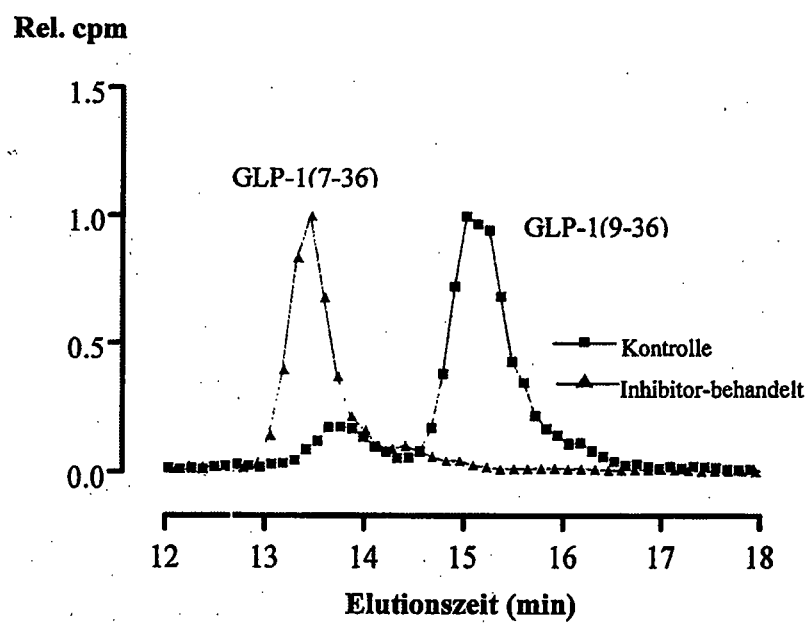 Rel. cpm
1.5
GLP-1(7-36)
1.0
GLP-1(9-36)
0.5
Kontrolle
Inhibitor-behandelt
0.0
12 13 14 15 16 17 18
Elutionszeit (min)